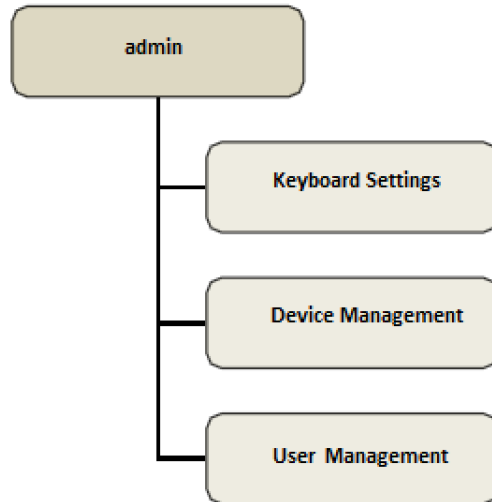 admin
Keyboard Settings
Device Management
User Management